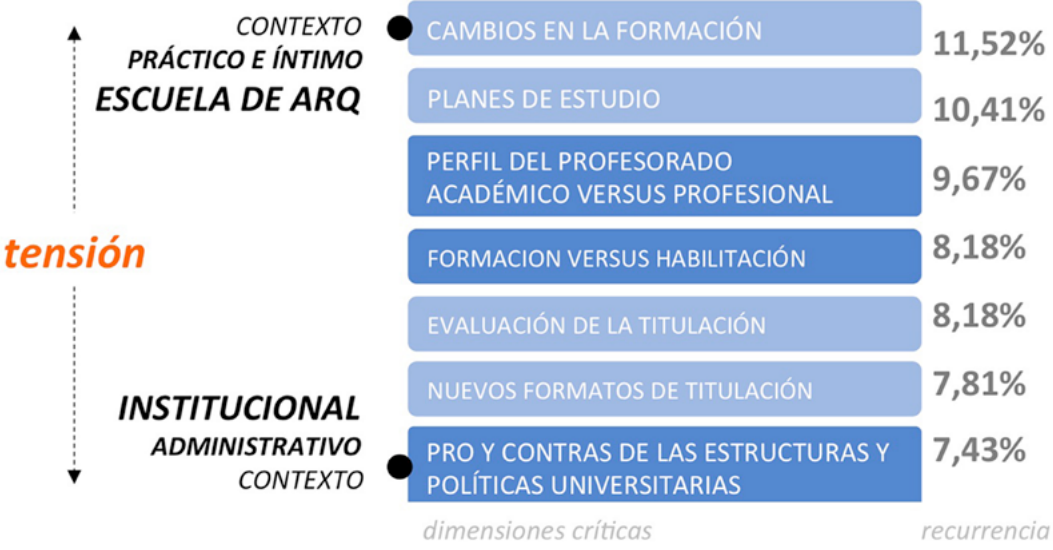 CONTEXTO
PRÁCTICO E ÍNTIMO
ESCUELA DE ARQ
tensión
INSTITUCIONAL
ADMINISTRATIVO
CONTEXTO
CAMBIOS EN LA FORMACIÓN
11,52%
PLANES DE ESTUDIO
10,41%
PERFIL DEL PROFESORADO
ACADÉMICO VERSUS PROFESIONAL
9,67%
FORMACION VERSUS HABILITACIÓN
8,18%
EVALUACIÓN DE LA TITULACIÓN
8,18%
NUEVOS FORMATOS DE TITULACIÓN
7,81%
PRO Y CONTRAS DE LAS ESTRUCTURAS Y
POLÍTICAS UNIVERSITARIAS
7,43%
dimensiones críticas
recurrencia